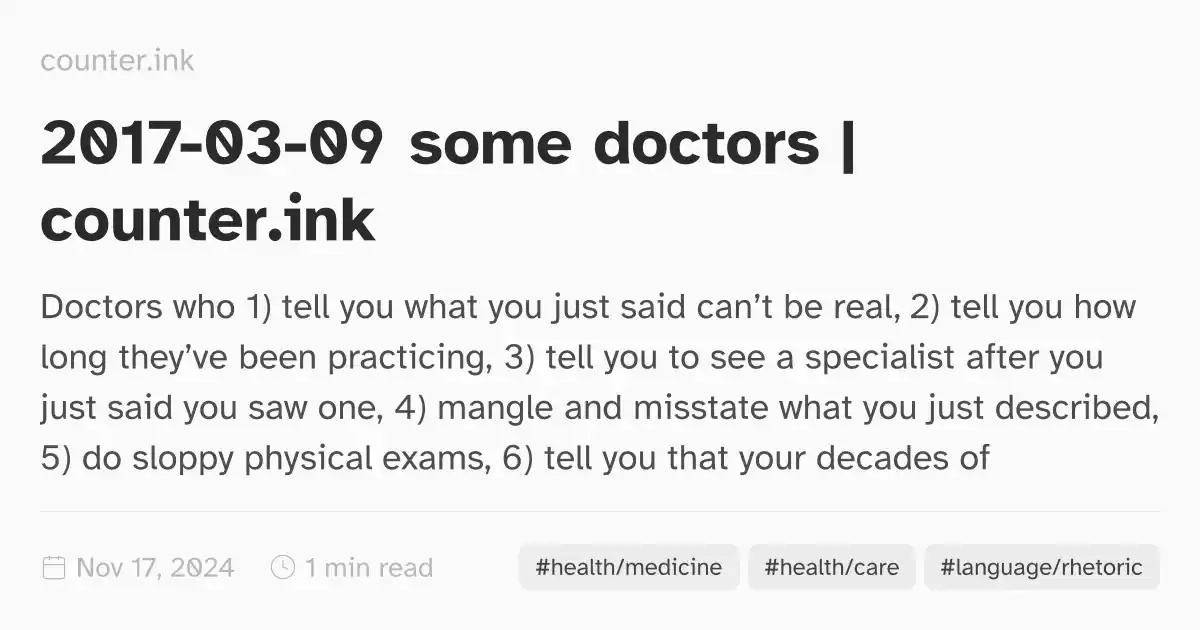 counter.ink
2017-03-09 some doctors |
counter.ink
Doctors who 1) tell you what you just said can’t be real, 2) tell you how
long they’ve been practicing, 3) tell you to see a specialist after you
just said you saw one, 4) mangle and misstate what you just described,
5) do sloppy physical exams, 6) tell you that your decades of
Nov 17, 2024 1 min read #health/medicine #health/care #language/rhetoric